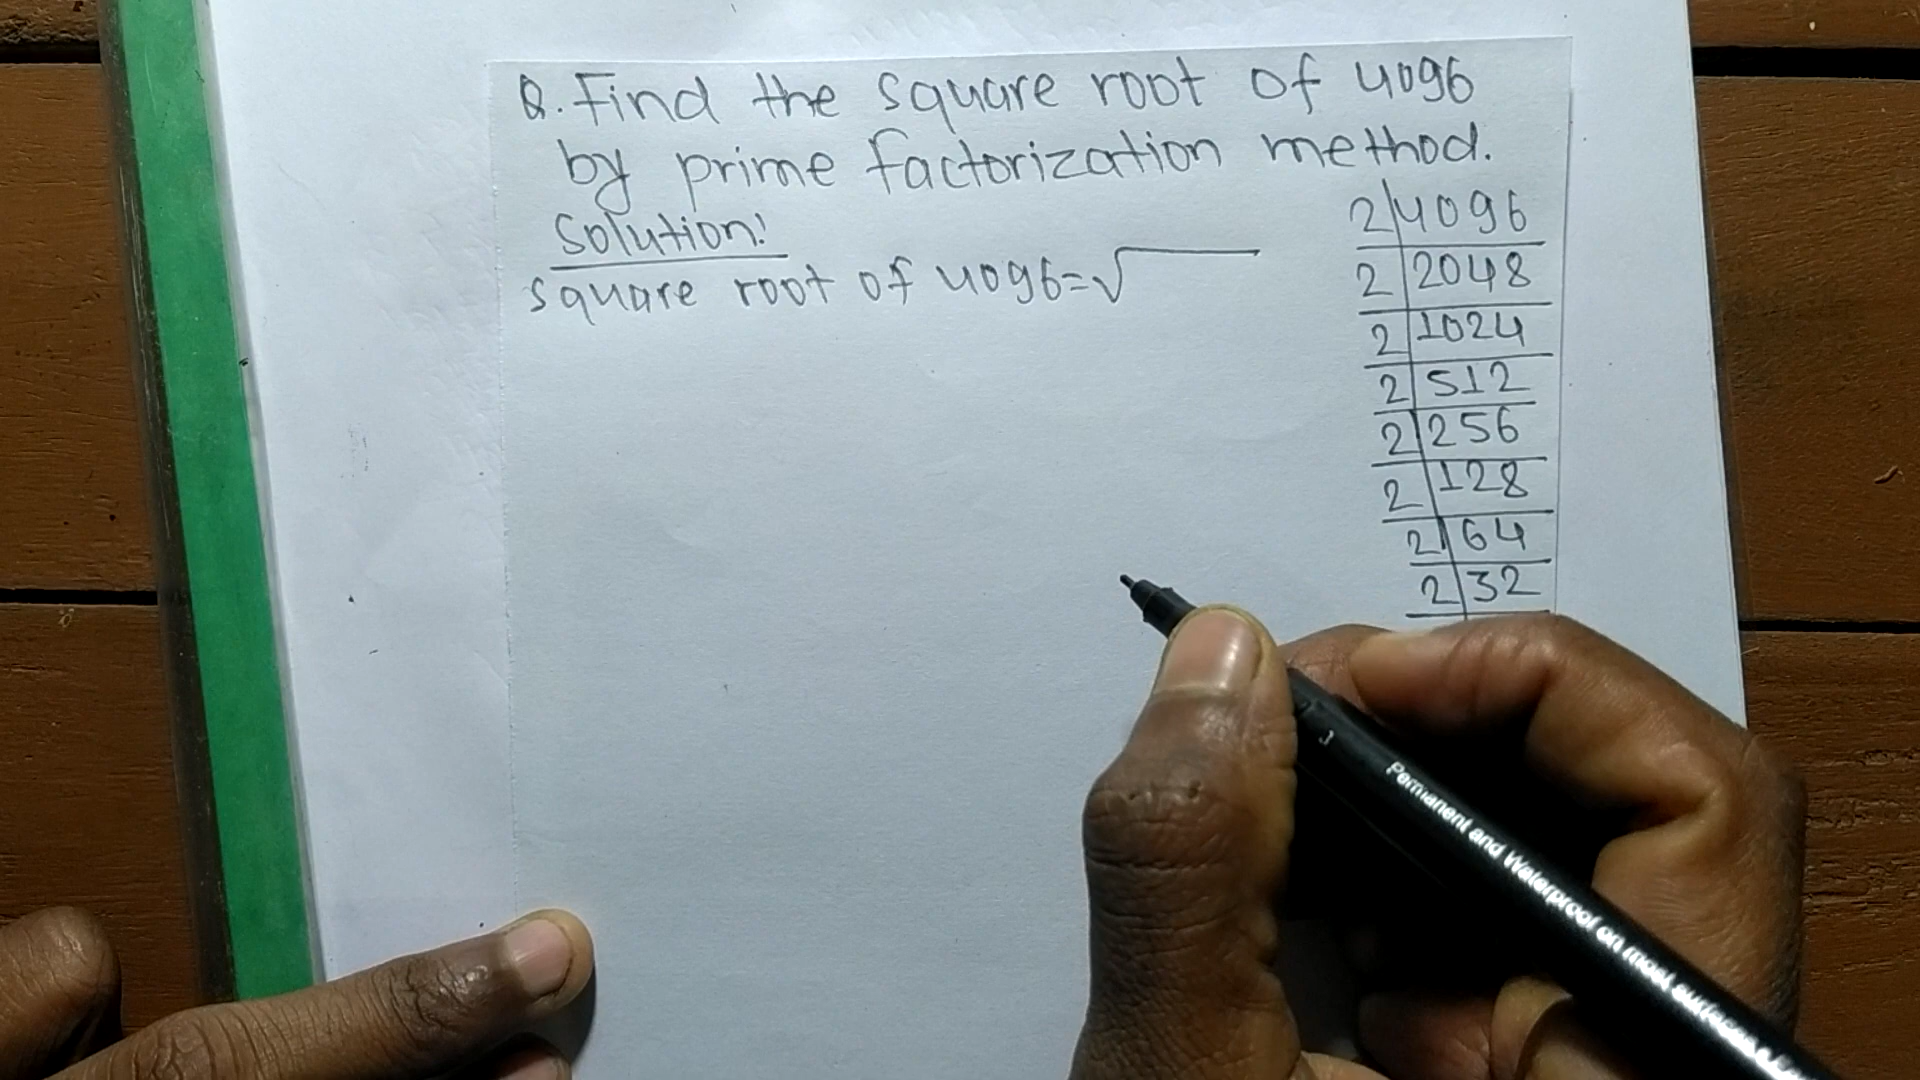 Q. Find the square root of 4096
by prime factorization method.
Solution:
square root of 4096=√
2 4096
2 2048
2 1024
2 512
2 256
2 128
2 64
2 32
Permanent and Waterproof on most surfaces